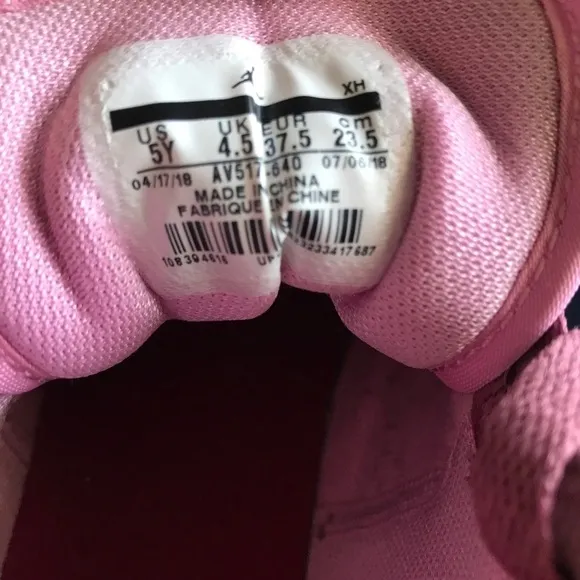 XH
US UK EUR cm
5Y 4.5 37.5 23.5
04/17/18 07/06/18
MADE IN CHINA
FABRIQUE EN CHINE
UP